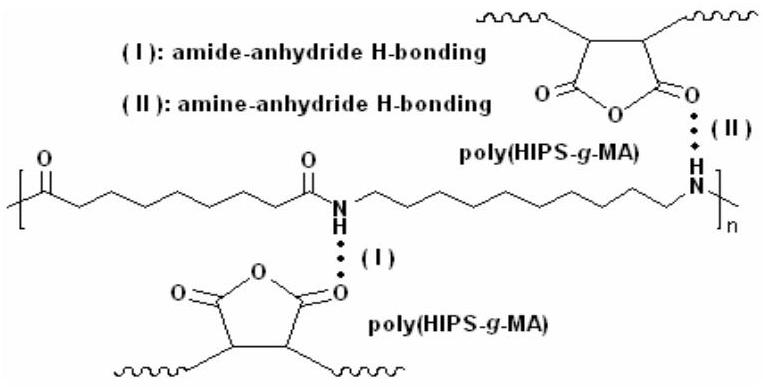 (I): amide-anhydride H-bonding
(II): amine-anhydride H-bonding
O
O
O
(II)
poly(HIPS-g-MA)
O
O
H
N
N
H
n
(I)
O
O
O
poly(HIPS-g-MA)